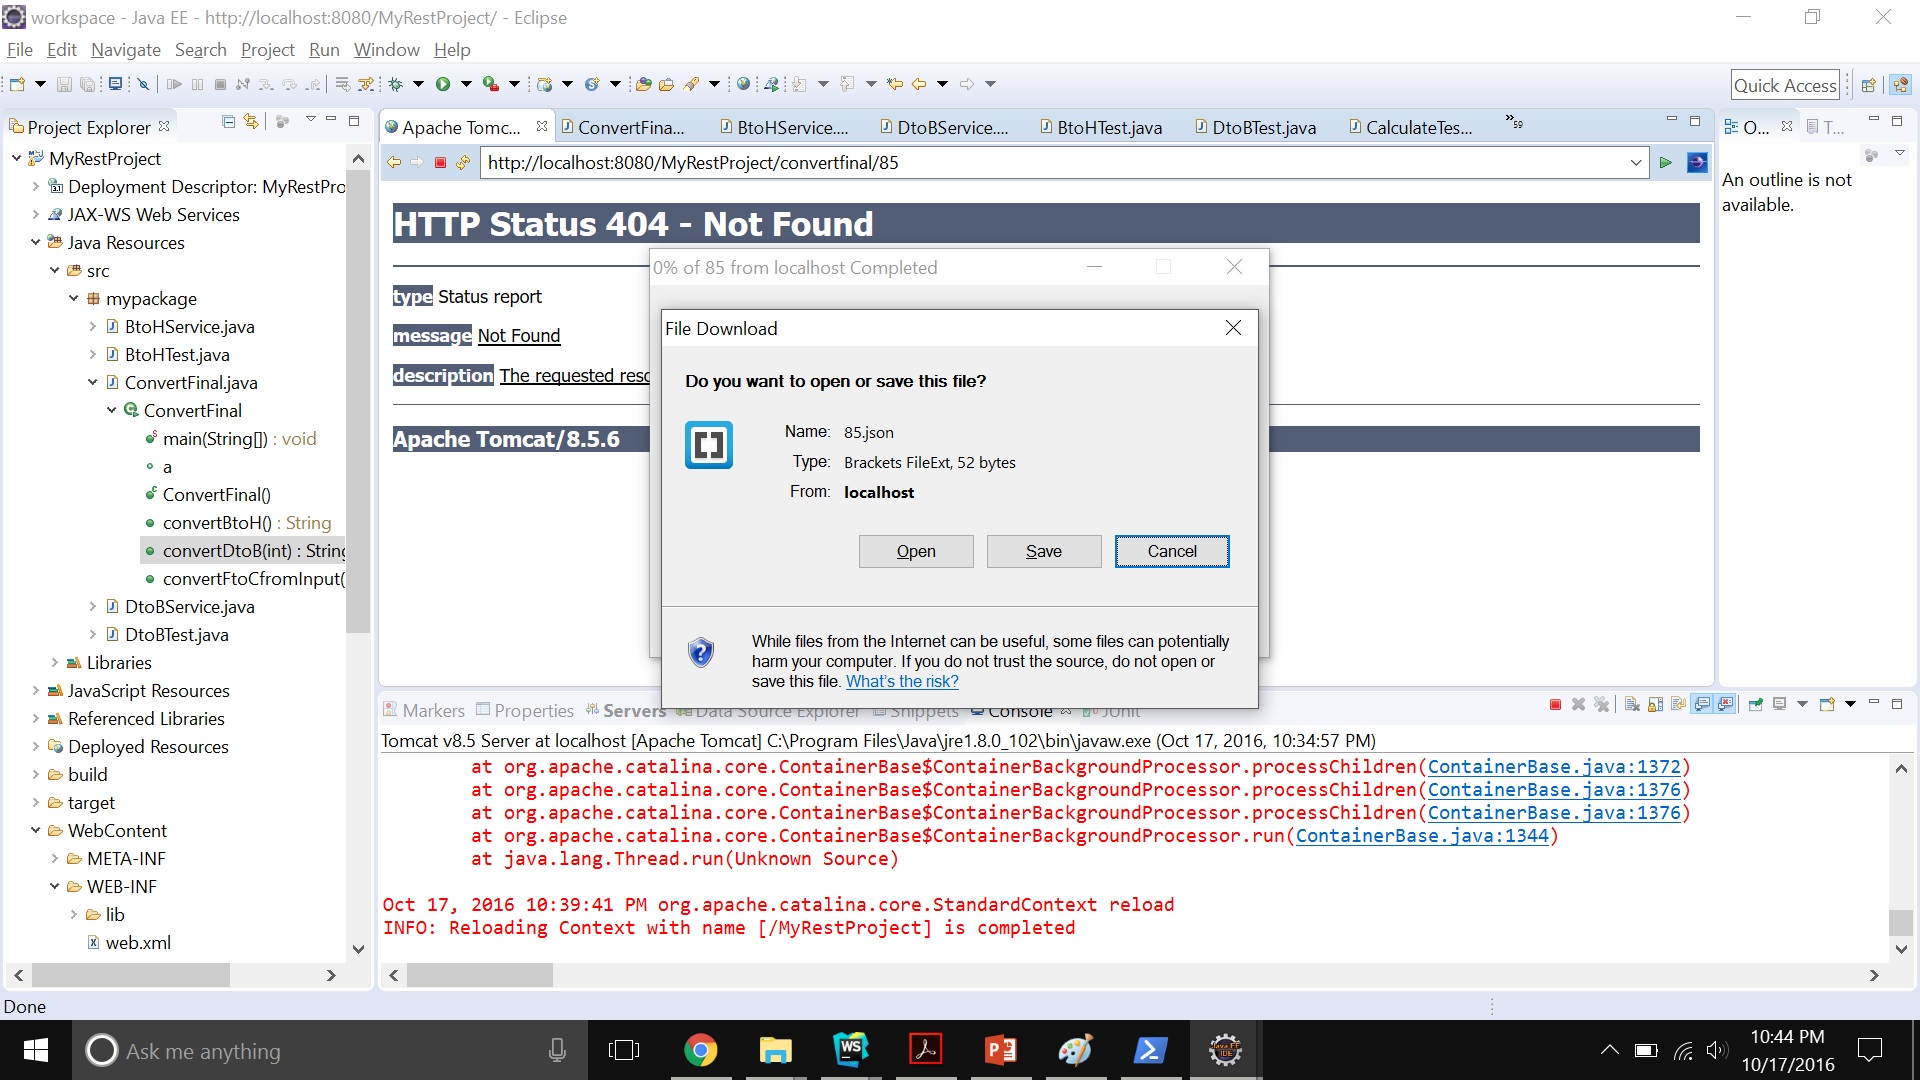 workspace - Java EE - http://localhost:8080/MyRestProject/ - Eclipse
File Edit Navigate Search Project Run Window Help
Quick Access
Project Explorer
MyRestProject
Deployment Descriptor: MyRestPro
JAX-WS Web Services
Java Resources
src
mypackage
BtoHService.java
BtoHTest.java
ConvertFinal.java
ConvertFinal
main(String[]) : void
a
ConvertFinal()
convertBtoH() : String
convertDtoB(int) : String
convertFtoCfromInput(
DtoBService.java
DtoBTest.java
Libraries
JavaScript Resources
Referenced Libraries
Deployed Resources
build
target
WebContent
META-INF
WEB-INF
lib
web.xml
Apache Tomc... ConvertFina... BtoHService.... DtoBService.... BtoHTest.java DtoBTest.java CalculateTes... »59
http://localhost:8080/MyRestProject/convertfinal/85
HTTP Status 404 - Not Found
type Status report
message Not Found
description The requested reso
Apache Tomcat/8.5.6
0% of 85 from localhost Completed
File Download
Do you want to open or save this file?
Name: 85.json
Type: Brackets FileExt, 52 bytes
From: localhost
Open Save Cancel
While files from the Internet can be useful, some files can potentially
harm your computer. If you do not trust the source, do not open or
save this file. What's the risk?
O... T...
An outline is not
available.
Markers Properties Servers Data Source Explorer Snippets Console JUnit
Tomcat v8.5 Server at localhost [Apache Tomcat] C:\Program Files\Java\jre1.8.0_102\bin\javaw.exe (Oct 17, 2016, 10:34:57 PM)
at org.apache.catalina.core.ContainerBase$ContainerBackgroundProcessor.processChildren(ContainerBase.java:1372)
at org.apache.catalina.core.ContainerBase$ContainerBackgroundProcessor.processChildren(ContainerBase.java:1376)
at org.apache.catalina.core.ContainerBase$ContainerBackgroundProcessor.processChildren(ContainerBase.java:1376)
at org.apache.catalina.core.ContainerBase$ContainerBackgroundProcessor.run(ContainerBase.java:1344)
at java.lang.Thread.run(Unknown Source)
Oct 17, 2016 10:39:41 PM org.apache.catalina.core.StandardContext reload
INFO: Reloading Context with name [/MyRestProject] is completed
Done
Ask me anything
WS
Java EE
IDE
10:44 PM
10/17/2016